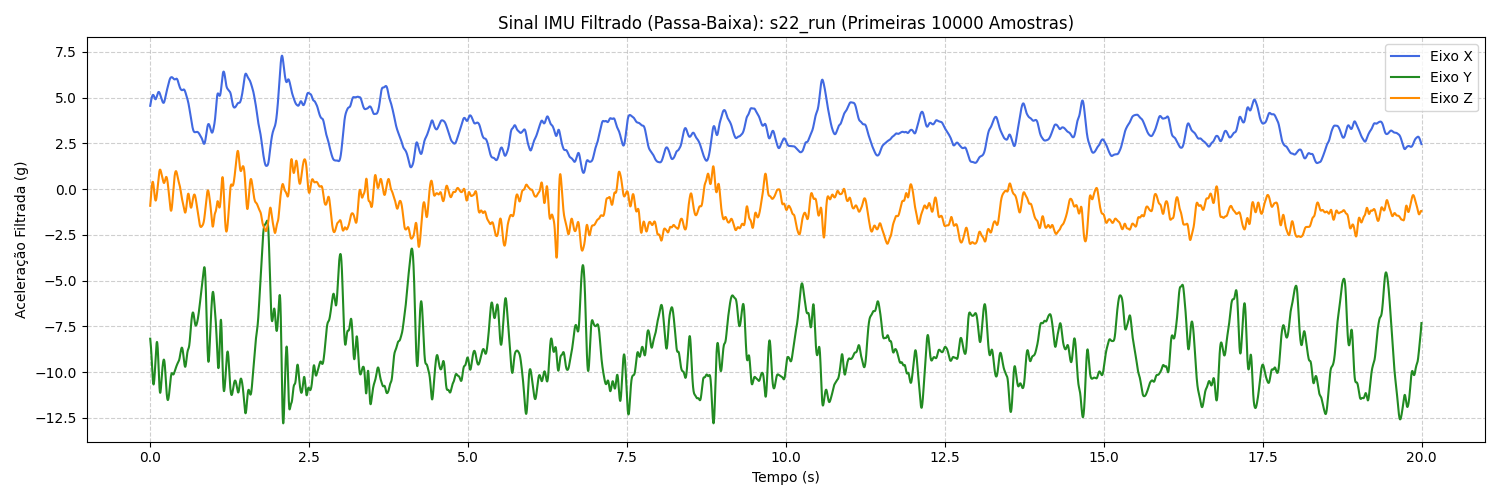 Sinal IMU Filtrado (Passa-Baixa): s22_run (Primeiras 10000 Amostras)
Aceleração Filtrada (g)
7.5
5.0
2.5
0.0
−2.5
−5.0
−7.5
−10.0
−12.5
Eixo X
Eixo Y
Eixo Z
0.0 2.5 5.0 7.5 10.0 12.5 15.0 17.5 20.0
Tempo (s)